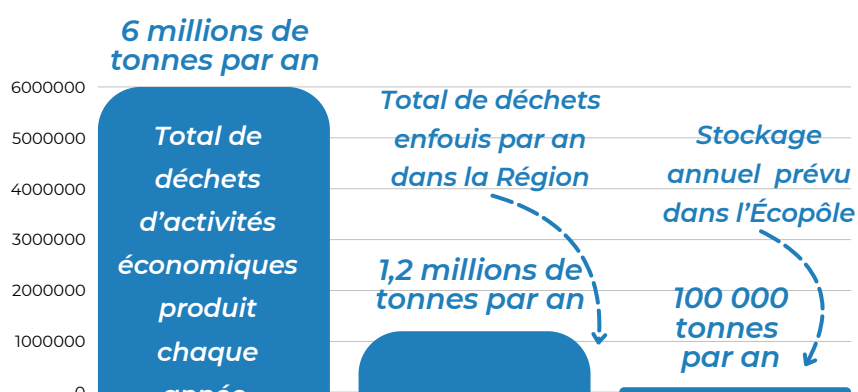 6 millions de
tonnes par an
6000000
5000000
4000000
3000000
2000000
1000000
0
Total de
déchets
d’activités
économiques
produit
chaque
année
Total de déchets
enfouis par an
dans la Région
1,2 millions de
tonnes par an
Stockage
annuel prévu
dans l’Écopôle
100 000
tonnes
par an